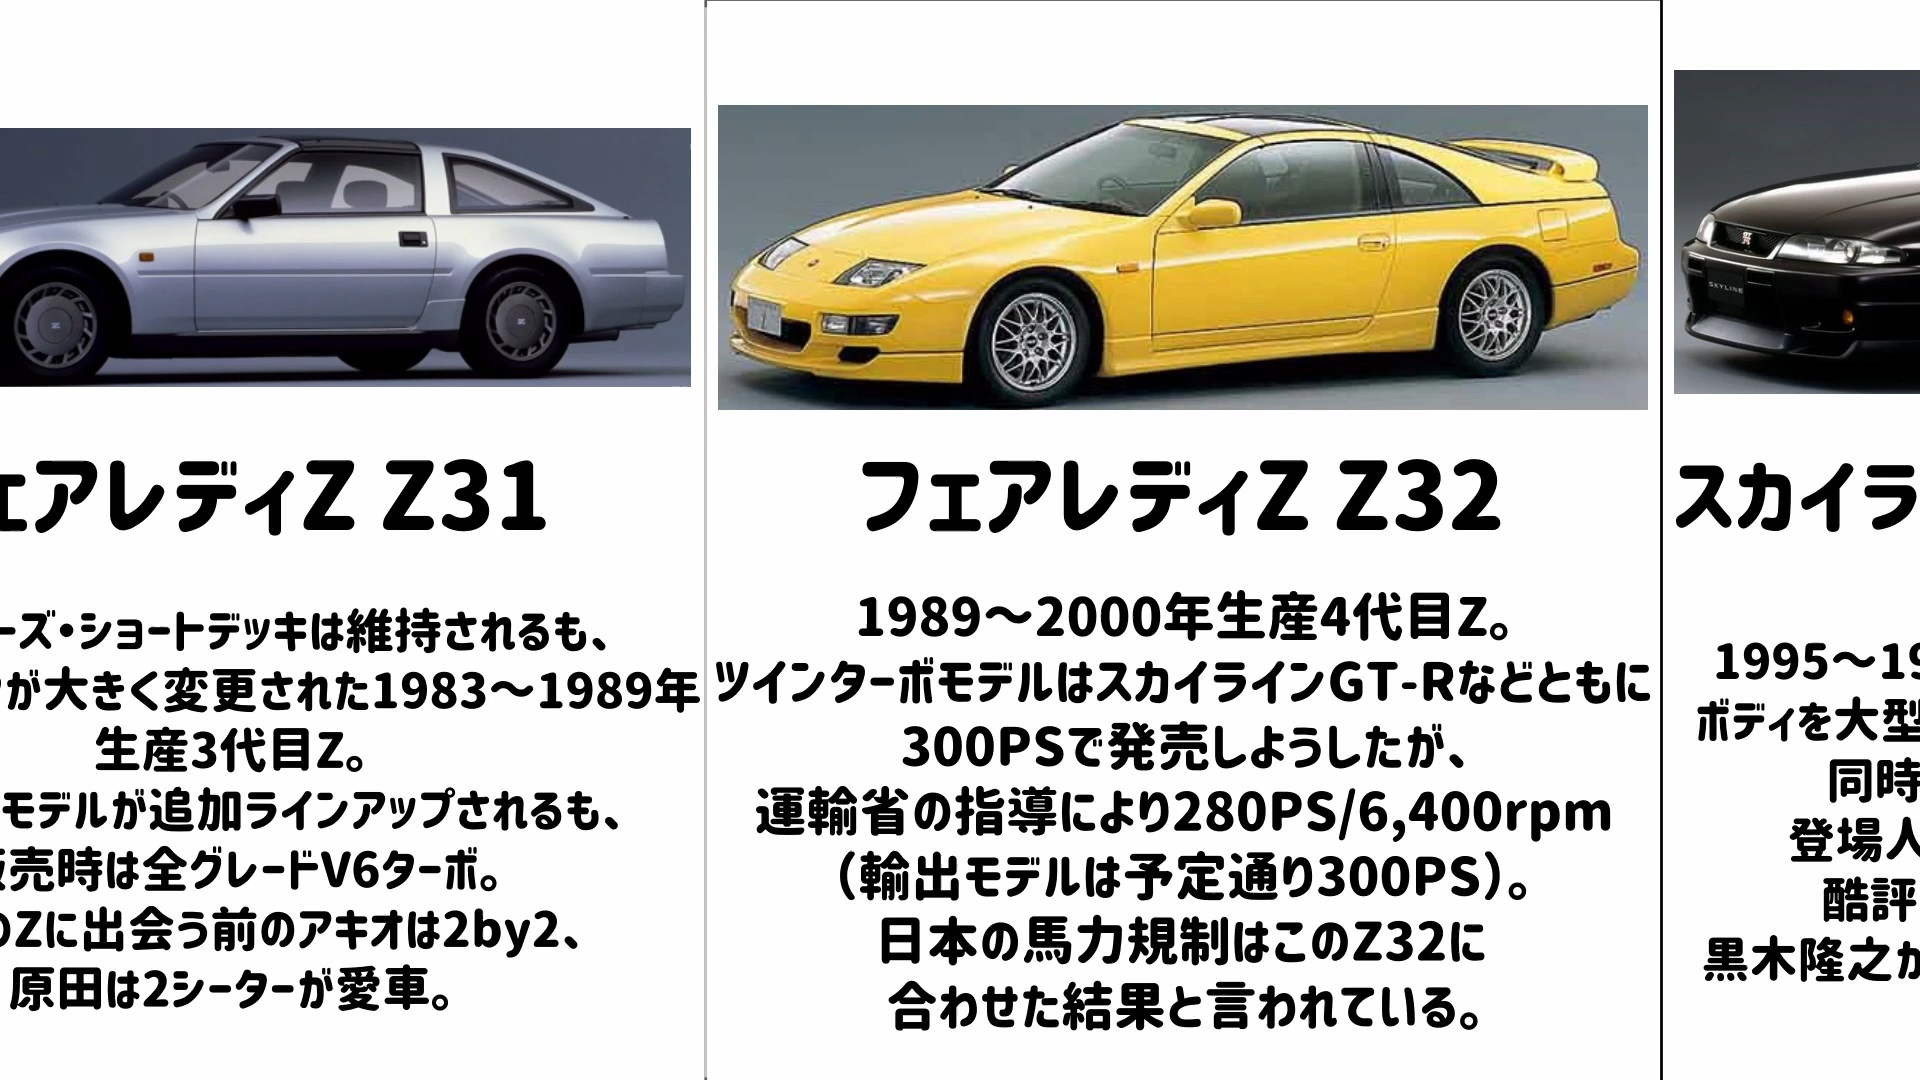 ェアレディZ Z31
ーズ・ショートデッキは維持されるも、
が大きく変更された1983～1989年
生産3代目Z。
モデルが追加ラインアップされるも、
売時は全グレードV6ターボ。
Zに出会う前のアキオは2by2、
原田は2シーターが愛車。
フェアレディZ Z32
1989～2000年生産4代目Z。
ツインターボモデルはスカイラインGT-Rなどともに
300PSで発売しようしたが、
運輸省の指導により280PS/6,400rpm
（輸出モデルは予定通り300PS）。
日本の馬力規制はこのZ32に
合わせた結果と言われている。
SKYLINE
スカイラ
1995～19
ボディを大型
同時
登場人
酷評
黒木隆之か